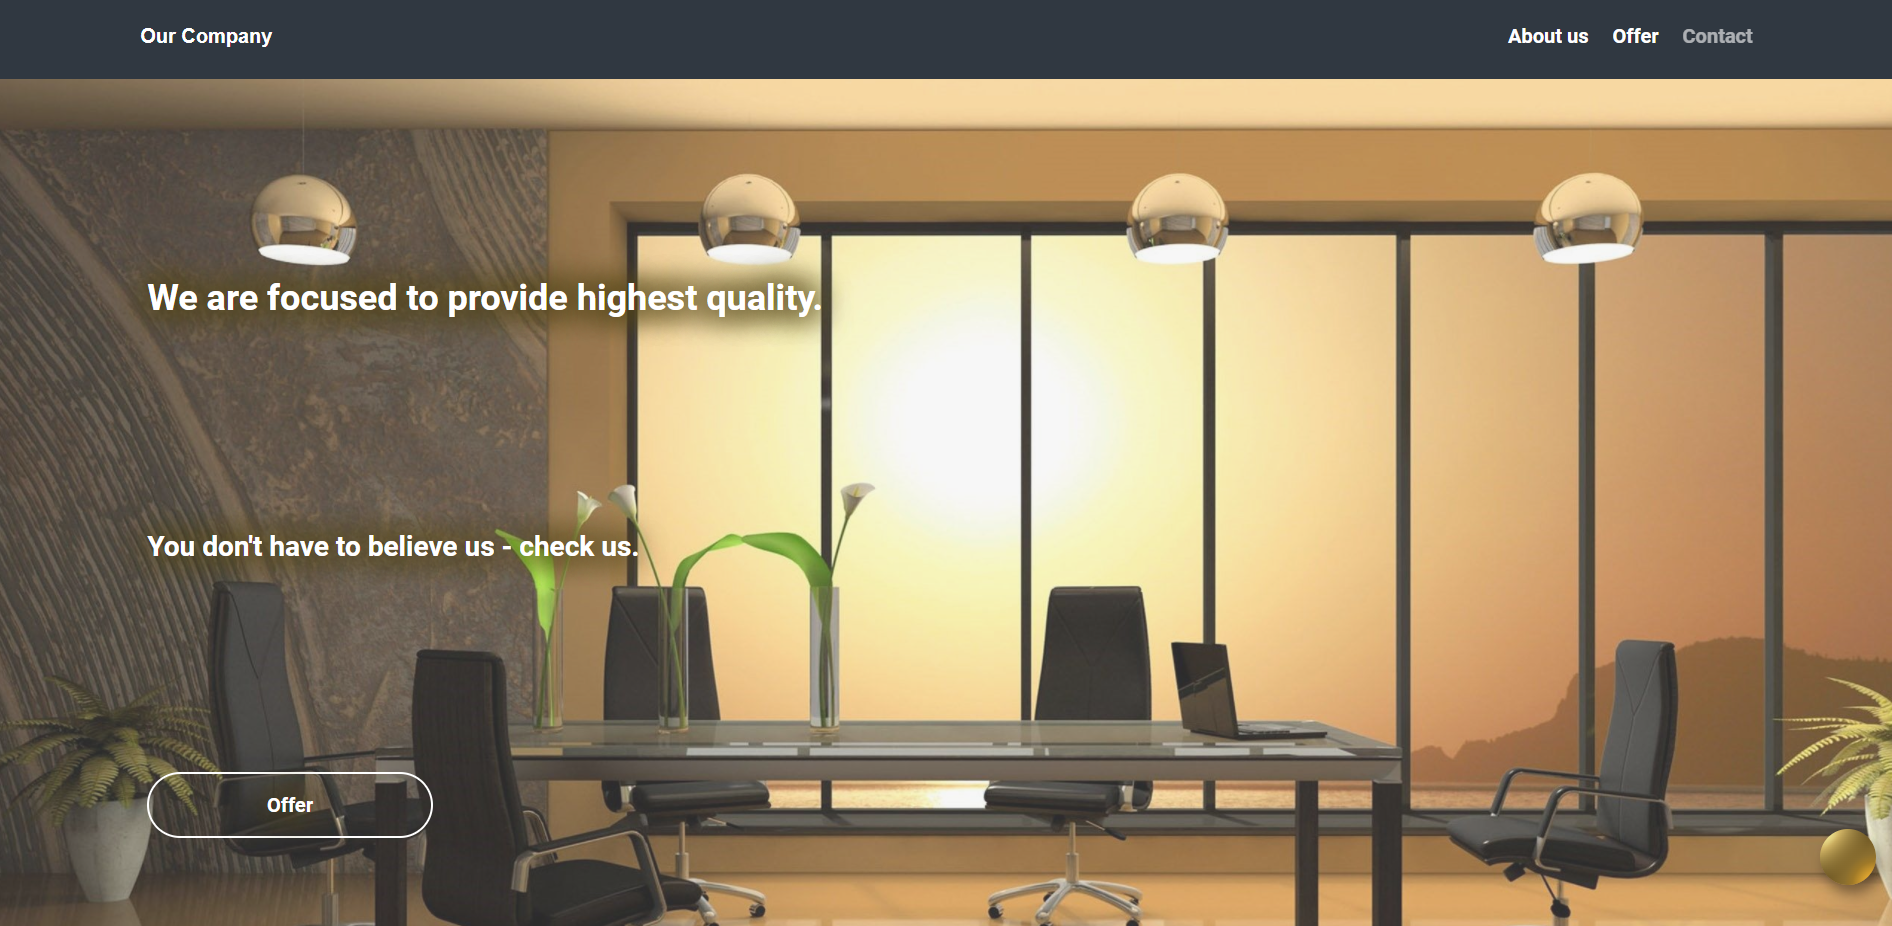 Our Company
About us Offer Contact
We are focused to provide highest quality.
You don't have to believe us - check us.
Offer